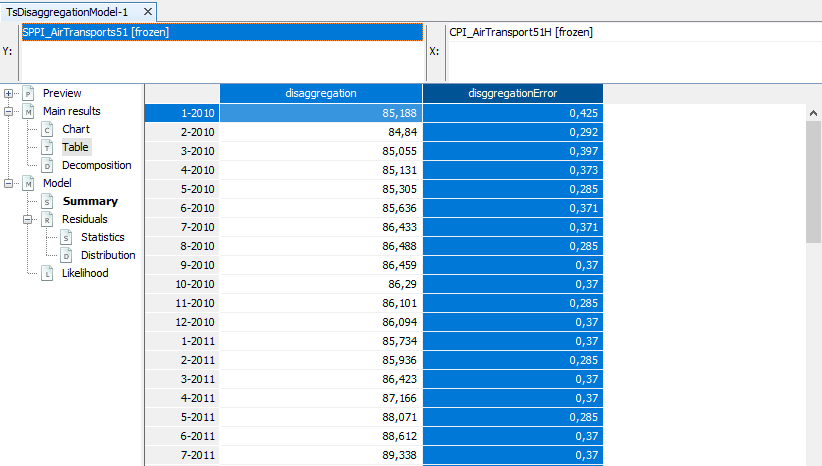 TsDisaggregationModel-1
Y: SPPI_AirTransports51 [frozen] X: CPI_AirTransport51H [frozen]
Preview
Main results
Chart
Table
Decomposition
Model
Summary
Residuals
Statistics
Distribution
Likelihood
disaggregation disggregationError
1-2010 85,188 0,425
2-2010 84,84 0,292
3-2010 85,055 0,397
4-2010 85,131 0,373
5-2010 85,305 0,285
6-2010 85,636 0,371
7-2010 86,433 0,371
8-2010 86,488 0,285
9-2010 86,459 0,37
10-2010 86,29 0,37
11-2010 86,101 0,285
12-2010 86,094 0,37
1-2011 85,734 0,37
2-2011 85,936 0,285
3-2011 86,423 0,37
4-2011 87,166 0,37
5-2011 88,071 0,285
6-2011 88,612 0,37
7-2011 89,338 0,37